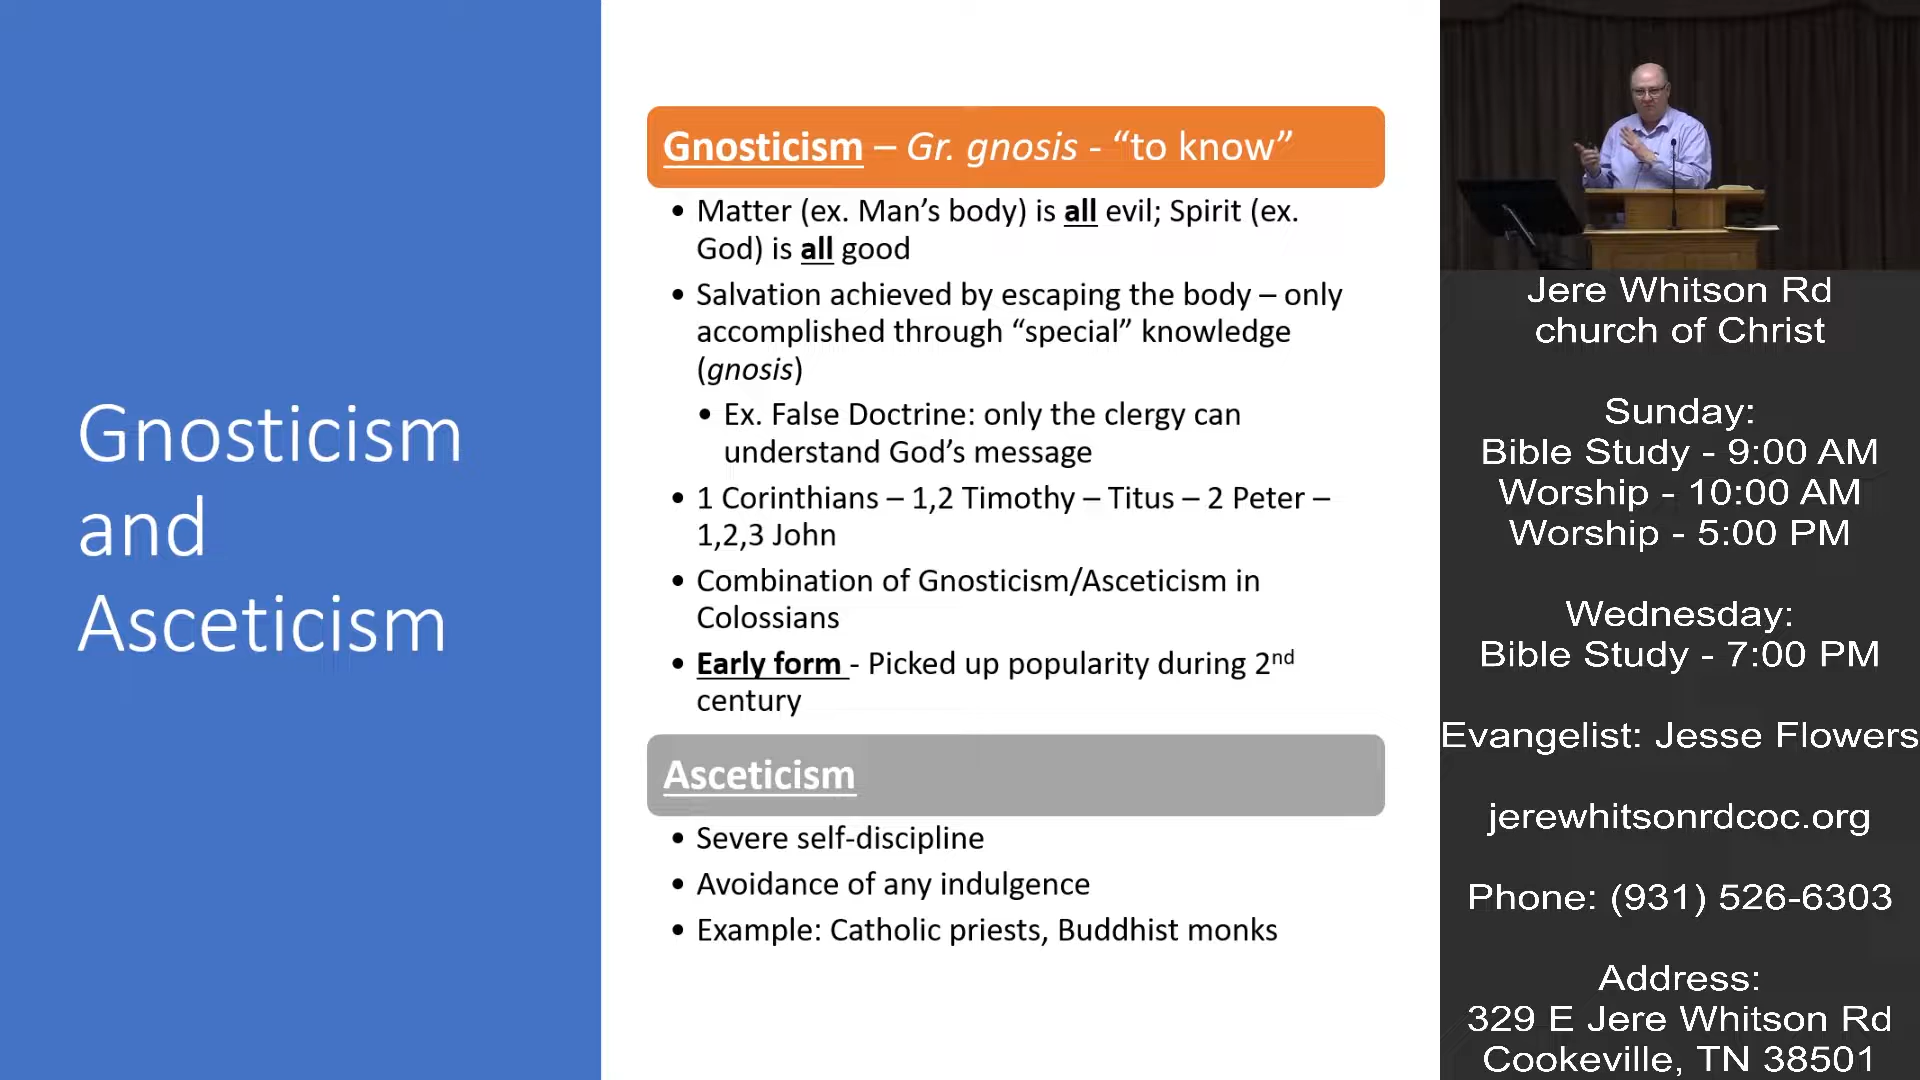 Gnosticism
and
Asceticism
Gnosticism – Gr. gnosis - “to know”
• Matter (ex. Man’s body) is all evil; Spirit (ex.
God) is all good
• Salvation achieved by escaping the body – only
accomplished through “special” knowledge
(gnosis)
• Ex. False Doctrine: only the clergy can
understand God’s message
• 1 Corinthians – 1,2 Timothy – Titus – 2 Peter –
1,2,3 John
• Combination of Gnosticism/Asceticism in
Colossians
• Early form - Picked up popularity during 2nd
century
Asceticism
• Severe self-discipline
• Avoidance of any indulgence
• Example: Catholic priests, Buddhist monks
Jere Whitson Rd
church of Christ
Sunday:
Bible Study - 9:00 AM
Worship - 10:00 AM
Worship - 5:00 PM
Wednesday:
Bible Study - 7:00 PM
Evangelist: Jesse Flowers
jerewhitsonrdcoc.org
Phone: (931) 526-6303
Address:
329 E Jere Whitson Rd
Cookeville, TN 38501